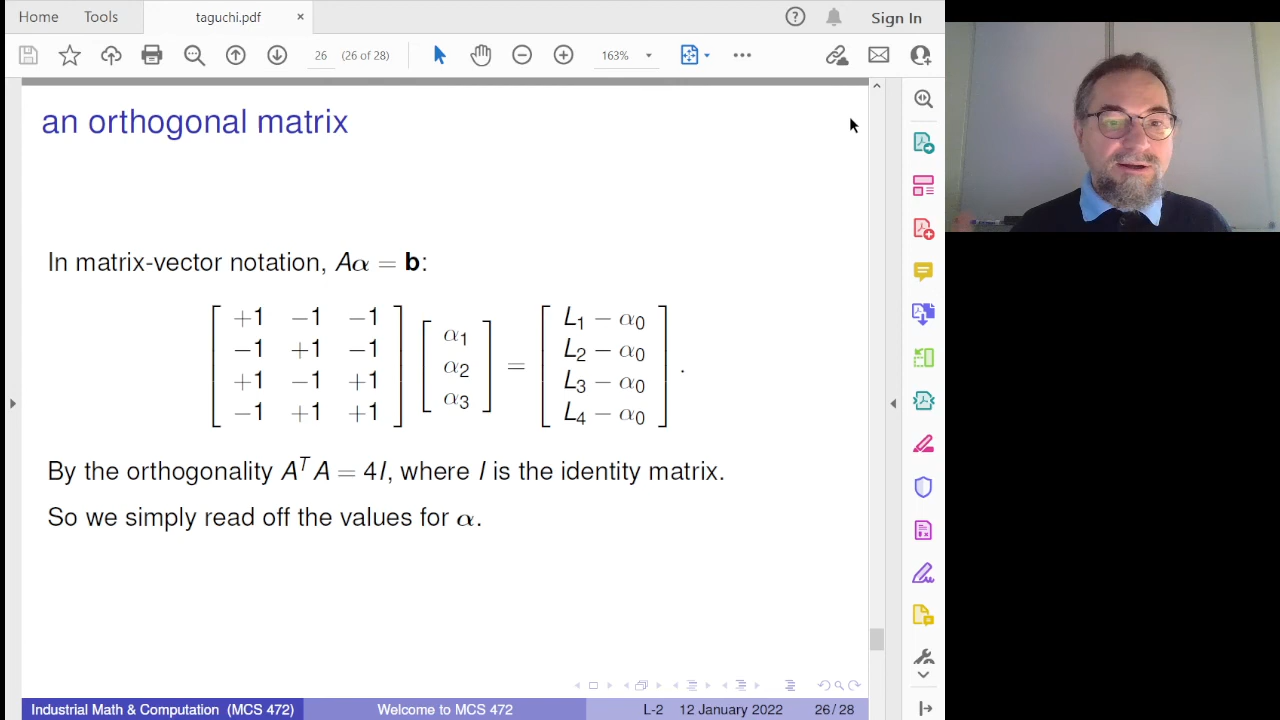 Home Tools taguchi.pdf × Sign In
26 (26 of 28) 163%
an orthogonal matrix
In matrix-vector notation, Aα = b:
+1 −1 −1 α1 L1 − α0
−1 +1 −1 α2 = L2 − α0
+1 −1 +1 α3 L3 − α0
−1 +1 +1 L4 − α0 .
By the orthogonality A^T A = 4I, where I is the identity matrix.
So we simply read off the values for α.
Industrial Math & Computation (MCS 472) Welcome to MCS 472 L-2 12 January 2022 26 / 28